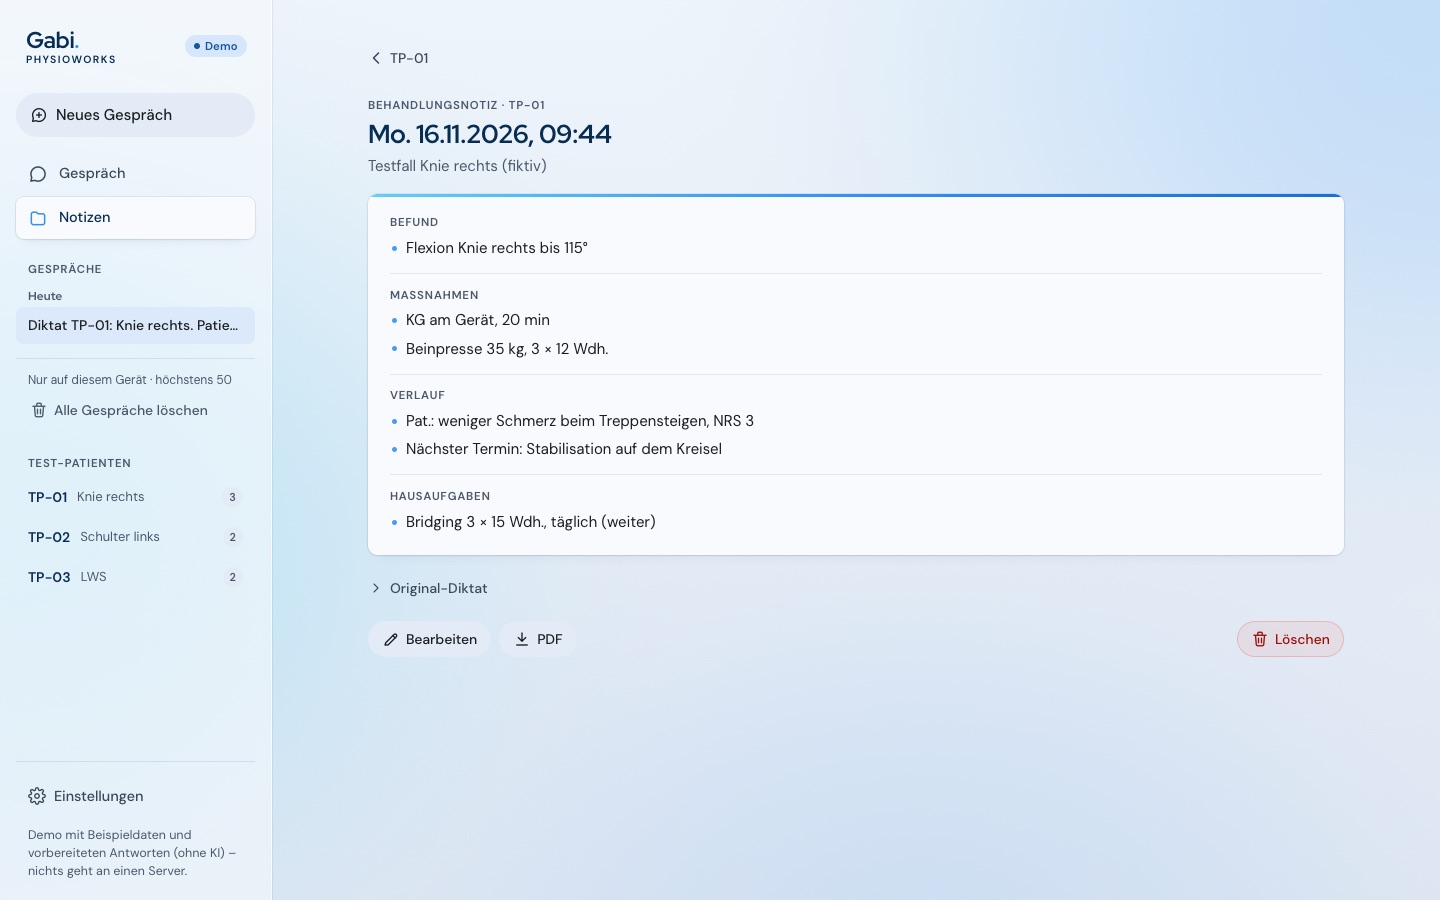 Gabi.
PHYSIOWORKS
Demo
Neues Gespräch
Gespräch
Notizen
GESPRÄCHE
Heute
Diktat TP-01: Knie rechts. Patie…
Nur auf diesem Gerät · höchstens 50
Alle Gespräche löschen
TEST-PATIENTEN
TP-01 Knie rechts 3
TP-02 Schulter links 2
TP-03 LWS 2
Einstellungen
Demo mit Beispieldaten und
vorbereiteten Antworten (ohne KI) –
nichts geht an einen Server.
TP-01
BEHANDLUNGSNOTIZ · TP-01
Mo. 16.11.2026, 09:44
Testfall Knie rechts (fiktiv)
BEFUND
• Flexion Knie rechts bis 115°
MASSNAHMEN
• KG am Gerät, 20 min
• Beinpresse 35 kg, 3 × 12 Wdh.
VERLAUF
• Pat.: weniger Schmerz beim Treppensteigen, NRS 3
• Nächster Termin: Stabilisation auf dem Kreisel
HAUSAUFGABEN
• Bridging 3 × 15 Wdh., täglich (weiter)
Original-Diktat
Bearbeiten PDF Löschen